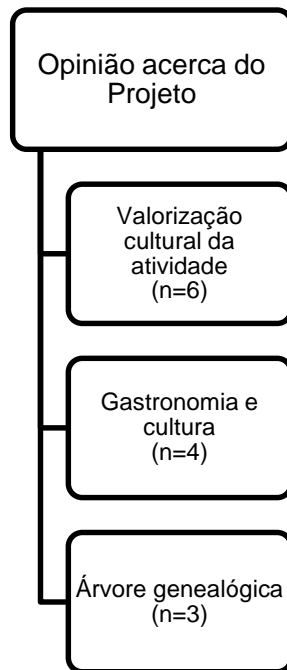 Opinião acerca do
Projeto
Valorização
cultural da
atividade
(n=6)
Gastronomia e
cultura
(n=4)
Árvore genealógica
(n=3)